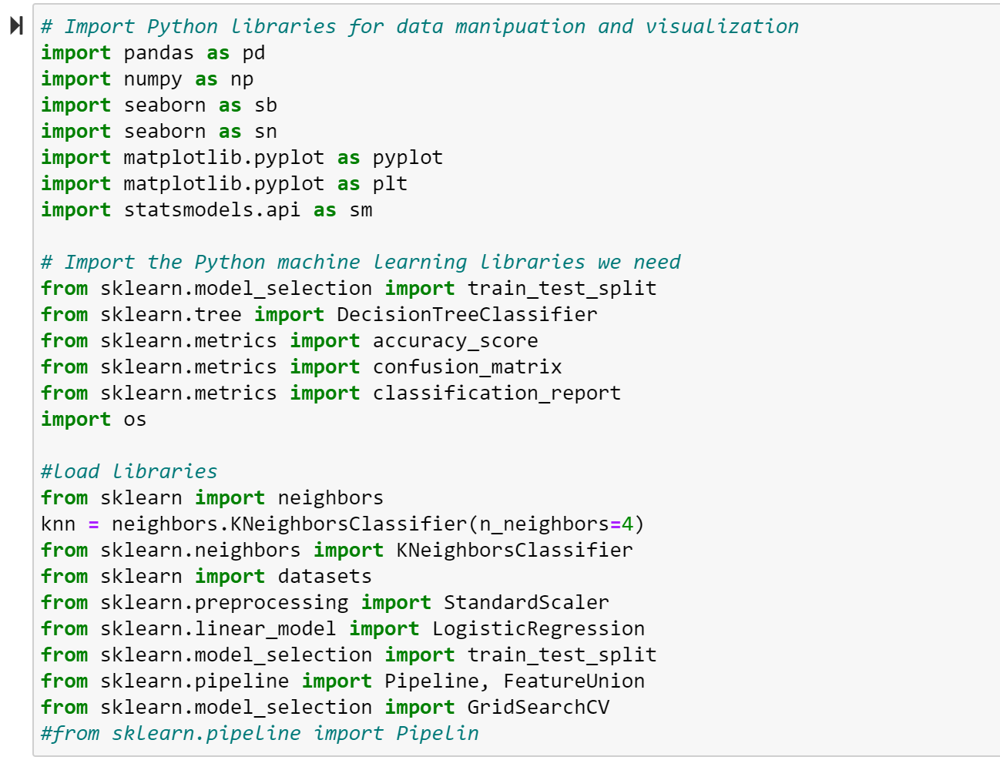 # Import Python libraries for data manipuation and visualization
import pandas as pd
import numpy as np
import seaborn as sb
import seaborn as sn
import matplotlib.pyplot as pyplot
import matplotlib.pyplot as plt
import statsmodels.api as sm
# Import the Python machine learning libraries we need
from sklearn.model_selection import train_test_split
from sklearn.tree import DecisionTreeClassifier
from sklearn.metrics import accuracy_score
from sklearn.metrics import confusion_matrix
from sklearn.metrics import classification_report
import os
#load libraries
from sklearn import neighbors
knn = neighbors.KNeighborsClassifier(n_neighbors=4)
from sklearn.neighbors import KNeighborsClassifier
from sklearn import datasets
from sklearn.preprocessing import StandardScaler
from sklearn.linear_model import LogisticRegression
from sklearn.model_selection import train_test_split
from sklearn.pipeline import Pipeline, FeatureUnion
from sklearn.model_selection import GridSearchCV
#from sklearn.pipeline import Pipelin